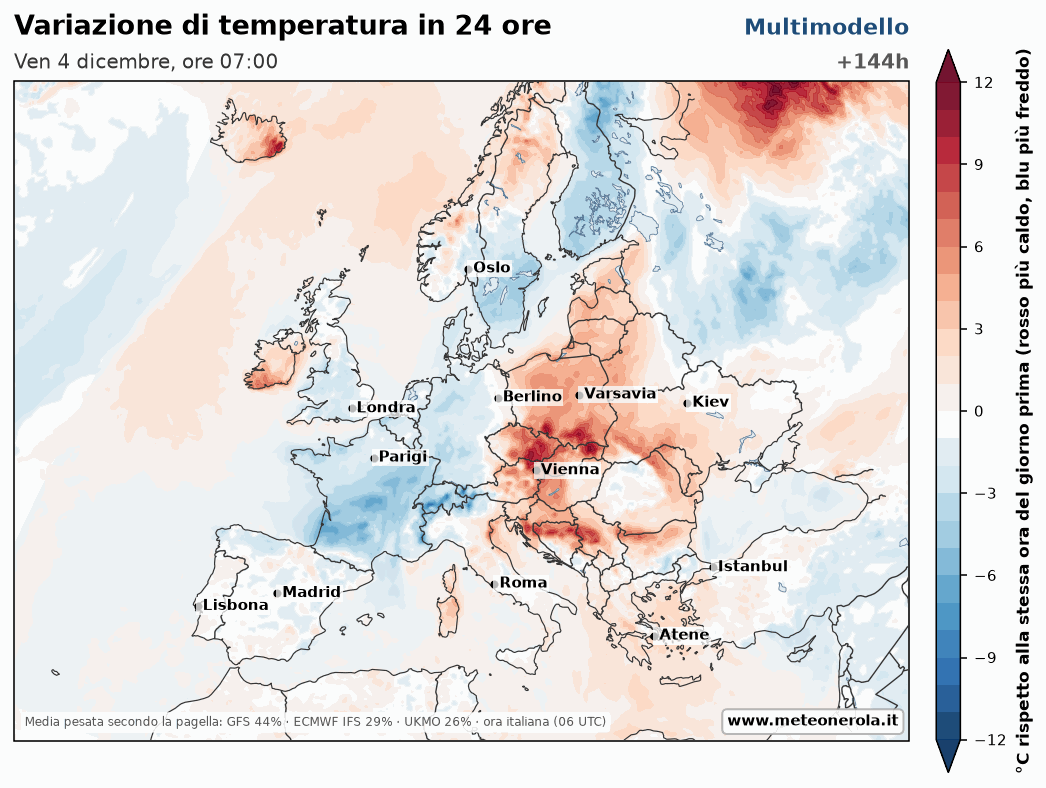 Variazione di temperatura in 24 ore
Multimodello
Ven 4 dicembre, ore 07:00
+144h
Oslo
Londra
Berlino
Varsavia
Kiev
Parigi
Vienna
Istanbul
Madrid
Roma
Lisbona
Atene
Media pesata secondo la pagella: GFS 44% · ECMWF IFS 29% · UKMO 26% · ora italiana (06 UTC)
www.meteonerola.it
12
9
6
3
0
−3
−6
−9
−12
°C rispetto alla stessa ora del giorno prima (rosso più caldo, blu più freddo)